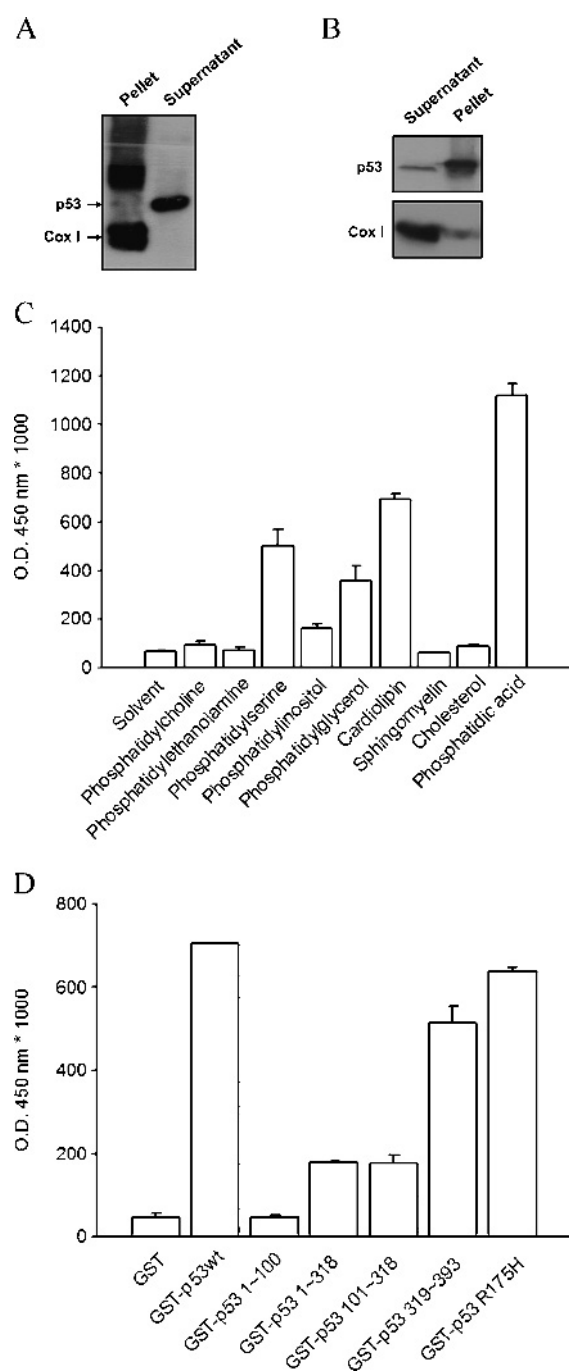 A
B
Pellet
Supernatant
p53
Cox I
Supernatant
Pellet
p53
Cox I
C
O.D. 450 nm * 1000
1400
1200
1000
800
600
400
200
0
Solvent
Phosphatidylcholine
Phosphatidylethanolamine
Phosphatidylserine
Phosphatidylinositol
Phosphatidylglycerol
Cardiolipin
Sphingomyelin
Cholesterol
Phosphatidic acid
D
O.D. 450 nm * 1000
800
600
400
200
0
GST
GST-p53wt
GST-p53 1~100
GST-p53 1~318
GST-p53 101~318
GST-p53 319~393
GST-p53 R175H